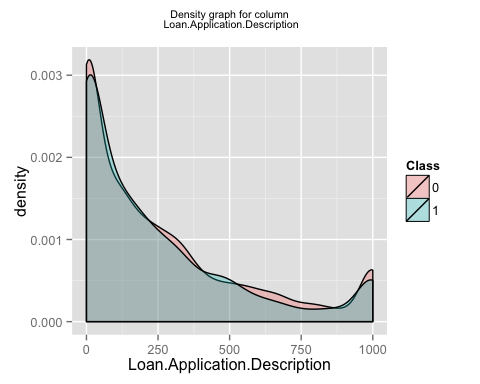 Density graph for column
Loan.Application.Description
0.003
0.002
0.001
0.000
density
0 250 500 750 1000
Loan.Application.Description
Class
0
1